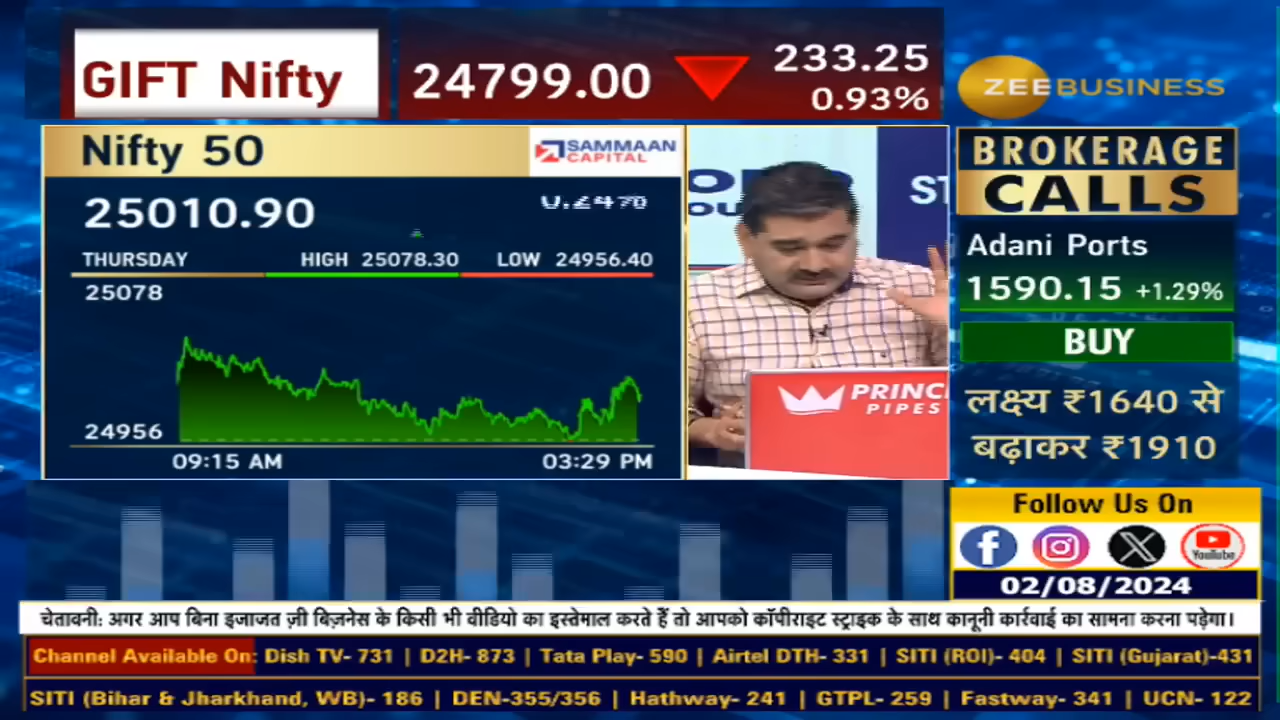 GIFT Nifty
24799.00
233.25
0.93%
ZEE BUSINESS
Nifty 50
SAMMAAN
CAPITAL
25010.90
THURSDAY HIGH 25078.30 LOW 24956.40
25078
24956
09:15 AM 03:29 PM
ST
PRINC
PIPES
BROKERAGE
CALLS
Adani Ports
1590.15 +1.29%
BUY
लक्ष्य ₹1640 से
बढ़ाकर ₹1910
Follow Us On
YouTube
02/08/2024
चेतावनी: अगर आप बिना इजाजत ज़ी बिज़नेस के किसी भी वीडियो का इस्तेमाल करते हैं तो आपको कॉपीराइट स्ट्राइक के साथ कानूनी कार्रवाई का सामना करना पड़ेगा।
Channel Available On: Dish TV- 731 | D2H- 873 | Tata Play- 590 | Airtel DTH- 331 | SITI (ROI)- 404 | SITI (Gujarat)-431
SITI (Bihar & Jharkhand, WB)- 186 | DEN-355/356 | Hathway- 241 | GTPL- 259 | Fastway- 341 | UCN- 122